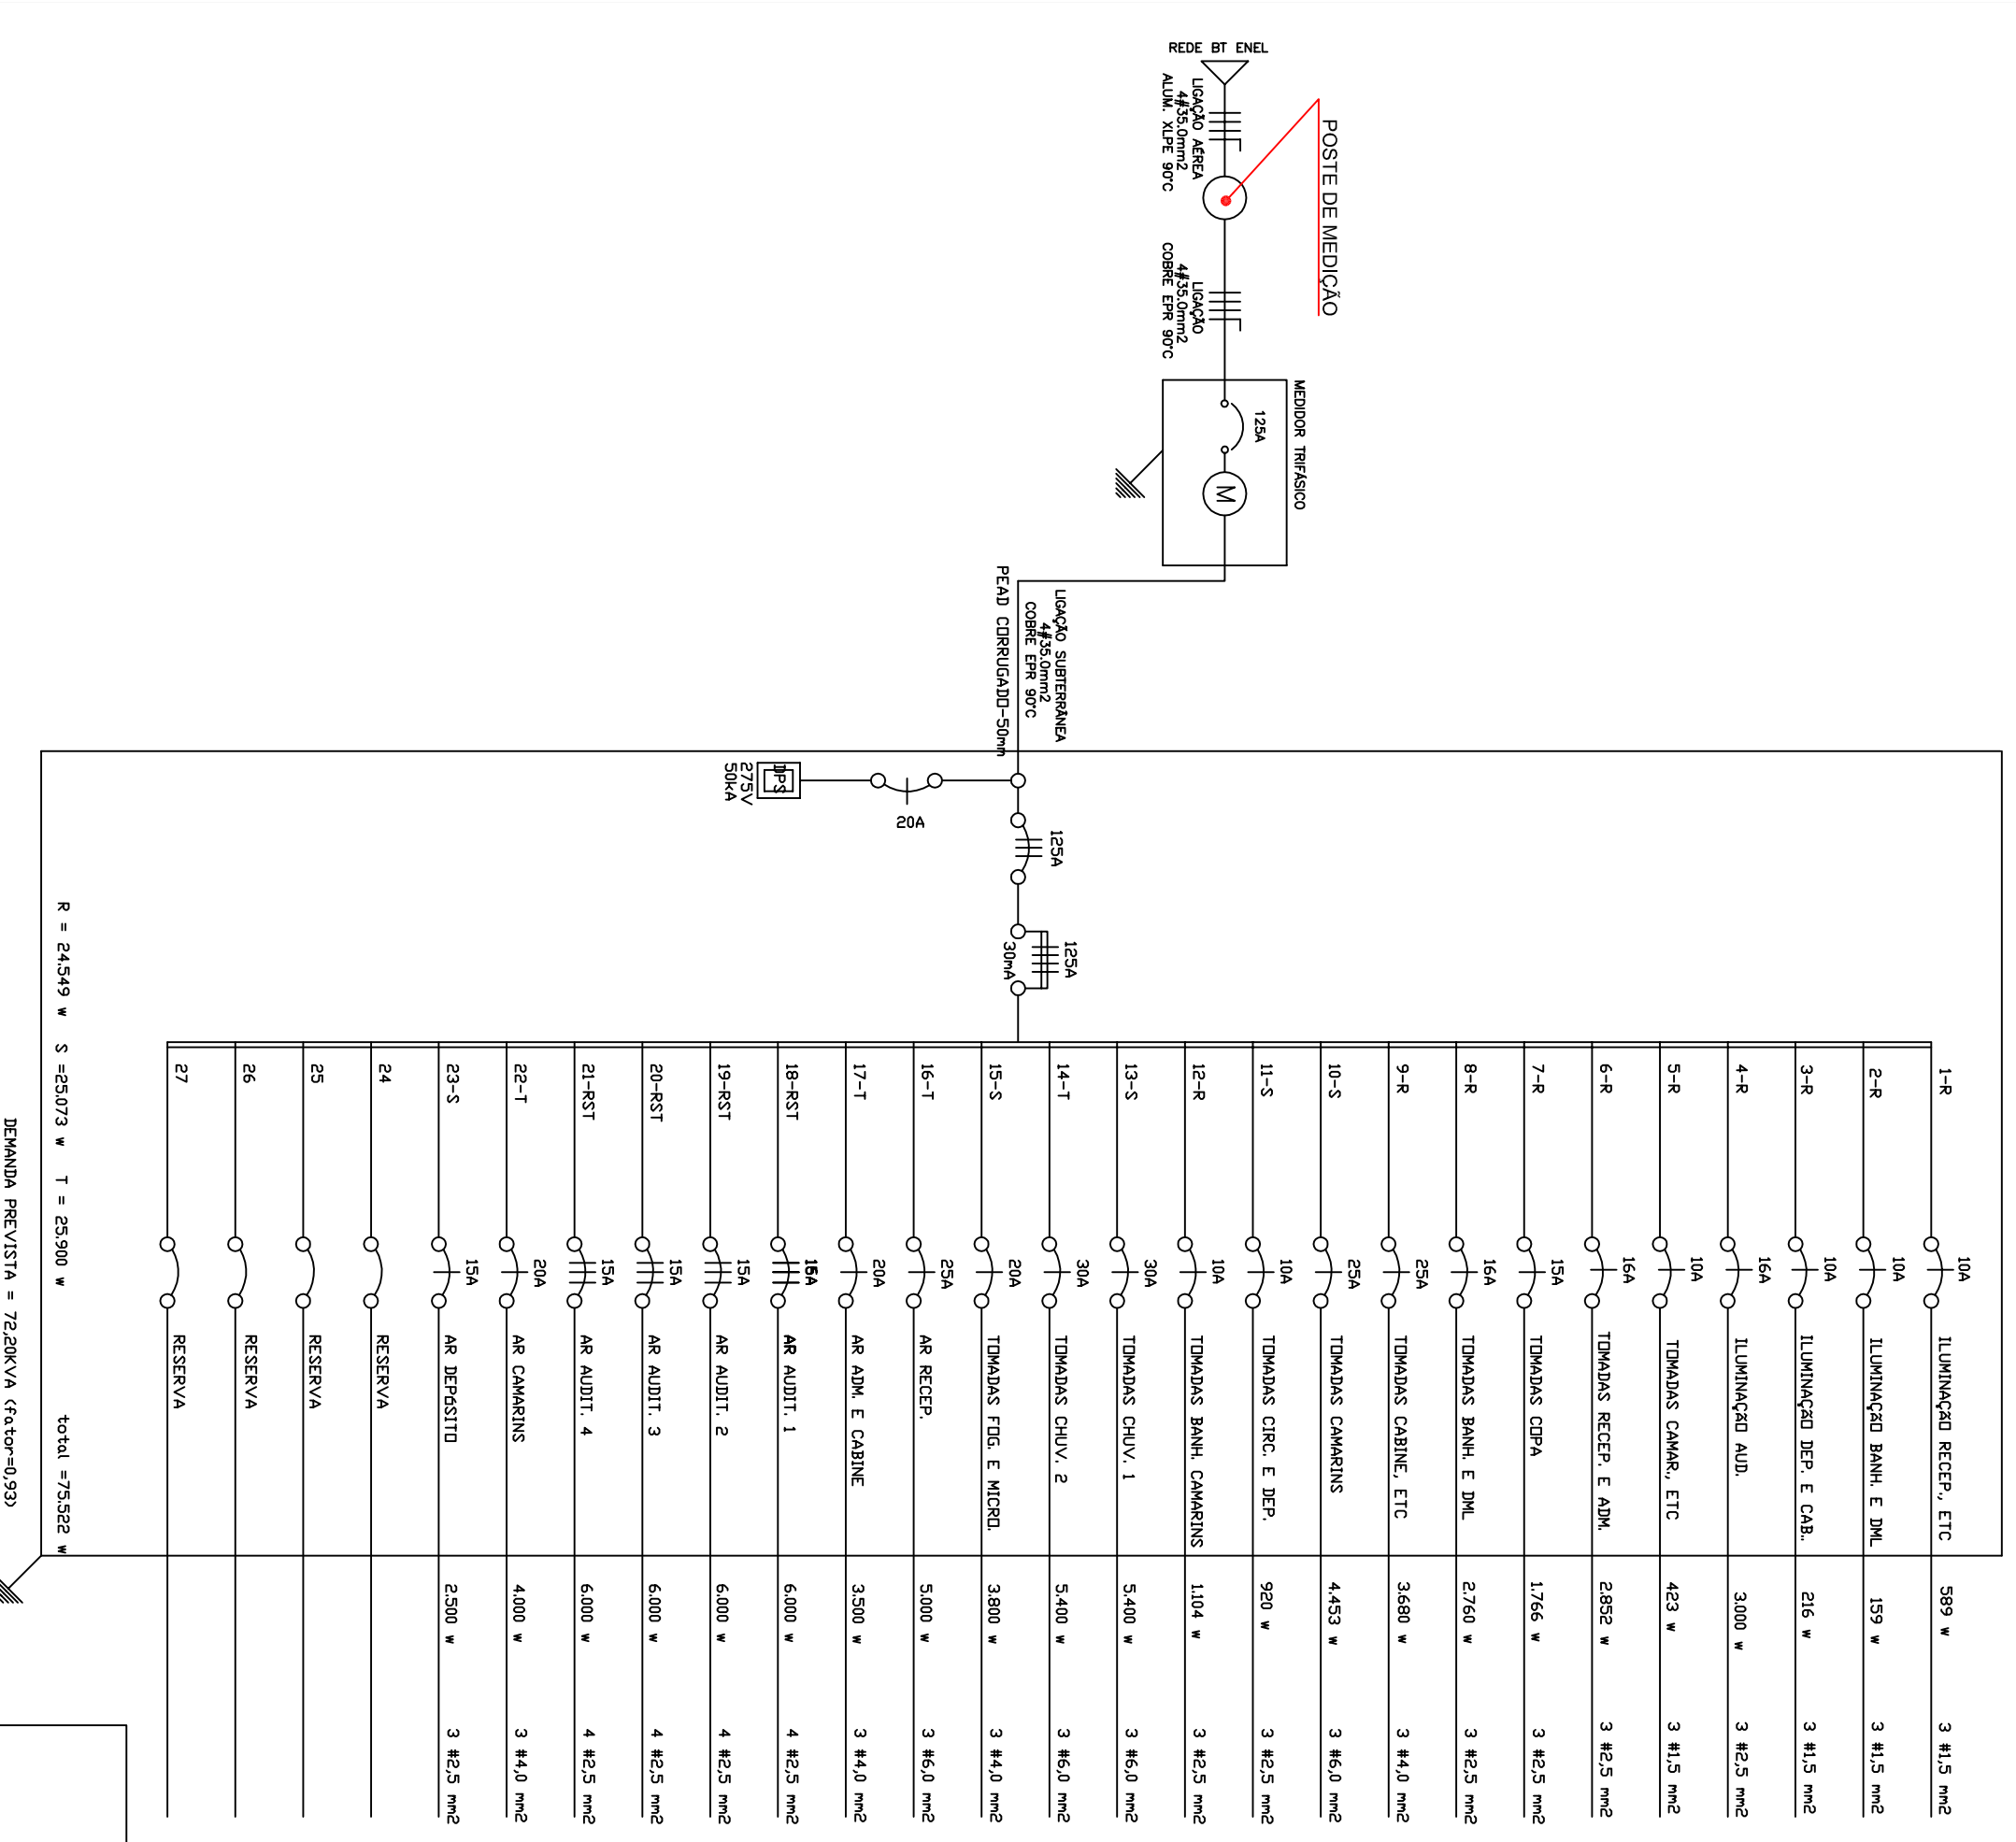 REDE BT ENEL
LIGAÇÃO AÉREA
4#35.0mm2
ALUM. XLPE 90°C
POSTE DE MEDIÇÃO
LIGAÇÃO
4#35.0mm2
COBRE EPR 90°C
MEDIDOR TRIFÁSICO
125A
M
LIGAÇÃO SUBTERRÂNEA
4#35.0mm2
COBRE EPR 90°C
PEAD CORRUGADO-50mm
DPS
275V
50kA
20A
125A
125A
30mA
1-R 10A ILUMINAÇÃO RECEP., ETC 589 w 3 #1,5 mm2
2-R 10A ILUMINAÇÃO BANH. E DML 159 w 3 #1,5 mm2
3-R 10A ILUMINAÇÃO DEP. E CAB.. 216 w 3 #1,5 mm2
4-R 16A ILUMINAÇÃO AUD. 3.000 w 3 #2,5 mm2
5-R 10A TOMADAS CAMAR., ETC 423 w 3 #1,5 mm2
6-R 16A TOMADAS RECEP. E ADM. 2.852 w 3 #2,5 mm2
7-R 15A TOMADAS COPA 1.766 w 3 #2,5 mm2
8-R 16A TOMADAS BANH. E DML 2.760 w 3 #2,5 mm2
9-R 25A TOMADAS CABINE, ETC 3.680 w 3 #4,0 mm2
10-S 25A TOMADAS CAMARINS 4.453 w 3 #6,0 mm2
11-S 10A TOMADAS CIRC. E DEP. 920 w 3 #2,5 mm2
12-R 10A TOMADAS BANH. CAMARINS 1.104 w 3 #2,5 mm2
13-S 30A TOMADAS CHUV. 1 5.400 w 3 #6,0 mm2
14-T 30A TOMADAS CHUV. 2 5.400 w 3 #6,0 mm2
15-S 20A TOMADAS FOG. E MICRO. 3.800 w 3 #4,0 mm2
16-T 25A AR RECEP. 5.000 w 3 #6,0 mm2
17-T 20A AR ADM. E CABINE 3.500 w 3 #4,0 mm2
18-RST AR AUDIT. 1 6.000 w 4 #2,5 mm2
19-RST 15A AR AUDIT. 2 6.000 w 4 #2,5 mm2
20-RST 15A AR AUDIT. 3 6.000 w 4 #2,5 mm2
21-RST 15A AR AUDIT. 4 6.000 w 4 #2,5 mm2
22-T 20A AR CAMARINS 4.000 w 3 #4,0 mm2
23-S 15A AR DEPÓSITO 2.500 w 3 #2,5 mm2
24 RESERVA
25 RESERVA
26 RESERVA
27 RESERVA
R = 24.549 w S =25.073 w T = 25.900 w total =75.522 w
DEMANDA PREVISTA = 72,20KVA (fator=0,93)